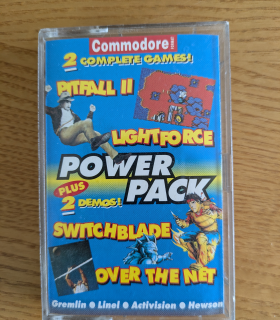 Commodore
2 COMPLETE GAMES!
PITFALL II
LIGHTFORCE
POWER
PLUS PACK
2 DEMOS!
SWITCHBLADE
OVER THE NET
Gremlin • Linel • Activision • Hewson